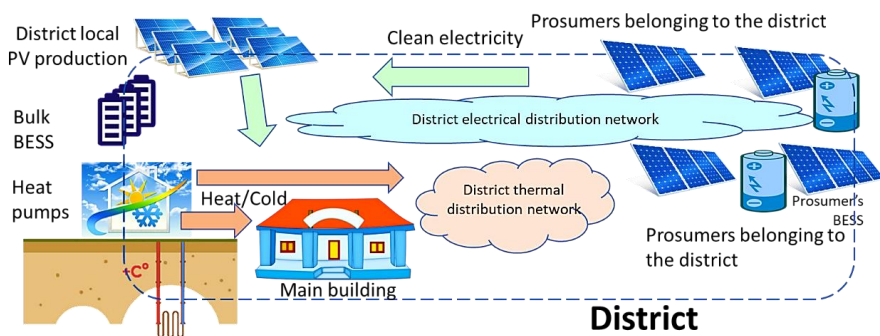 District local
PV production
Clean electricity
Prosumers belonging to the district
Bulk
BESS
District electrical distribution network
Heat
pumps
Heat/Cold
District thermal
distribution network
Prosumer's
BESS
Prosumers belonging to
the district
+C°
Main building
District